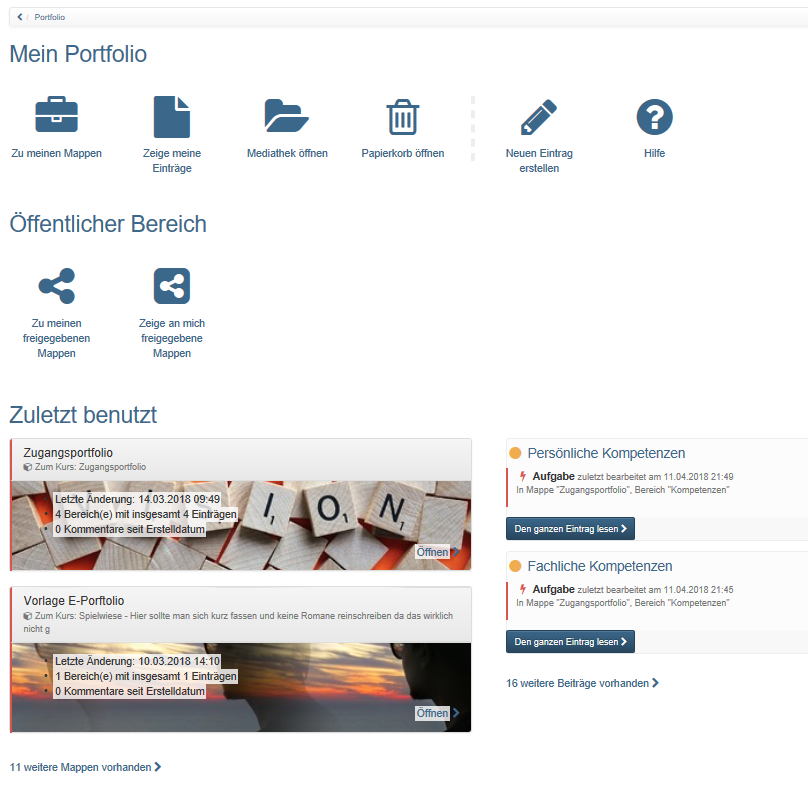 Portfolio
Mein Portfolio
Zu meinen Mappen
Zeige meine
Einträge
Mediathek öffnen
Papierkorb öffnen
Neuen Eintrag
erstellen
Hilfe
Öffentlicher Bereich
Zu meinen
freigegebenen
Mappen
Zeige an mich
freigegebene
Mappen
Zuletzt benutzt
Zugangsportfolio
Zum Kurs: Zugangsportfolio
Letzte Änderung: 14.03.2018 09:49
4 Bereich(e) mit insgesamt 4 Einträgen
0 Kommentare seit Erstelldatum
I O N
Öffnen
Vorlage E-Porftolio
Zum Kurs: Spielwiese - Hier sollte man sich kurz fassen und keine Romane reinschreiben da das wirklich
nicht g
Letzte Änderung: 10.03.2018 14:10
1 Bereich(e) mit insgesamt 1 Einträgen
0 Kommentare seit Erstelldatum
Öffnen
11 weitere Mappen vorhanden
Persönliche Kompetenzen
Aufgabe zuletzt bearbeitet am 11.04.2018 21:49
In Mappe "Zugangsportfolio", Bereich "Kompetenzen"
Den ganzen Eintrag lesen
Fachliche Kompetenzen
Aufgabe zuletzt bearbeitet am 11.04.2018 21:45
In Mappe "Zugangsportfolio", Bereich "Kompetenzen"
Den ganzen Eintrag lesen
16 weitere Beiträge vorhanden